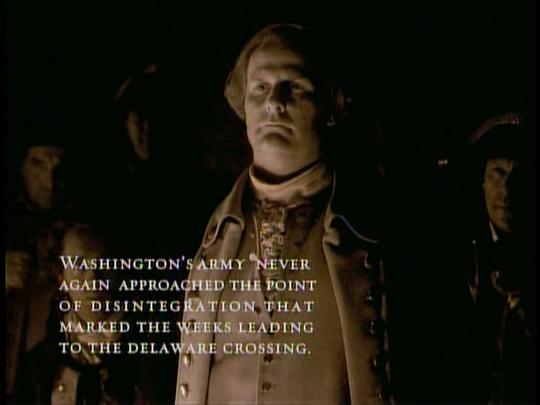 WASHINGTON'S ARMY NEVER
AGAIN APPROACHED THE POINT
OF DISINTEGRATION THAT
MARKED THE WEEKS LEADING
TO THE DELAWARE CROSSING.